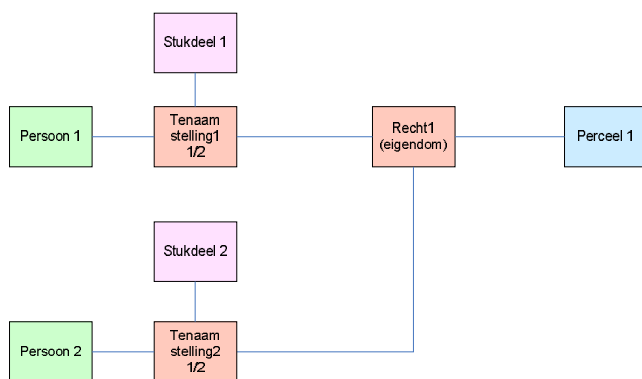 Stukdeel 1
Persoon 1
Tenaam
stelling1
1/2
Recht1
(eigendom)
Perceel 1
Stukdeel 2
Persoon 2
Tenaam
stelling2
1/2